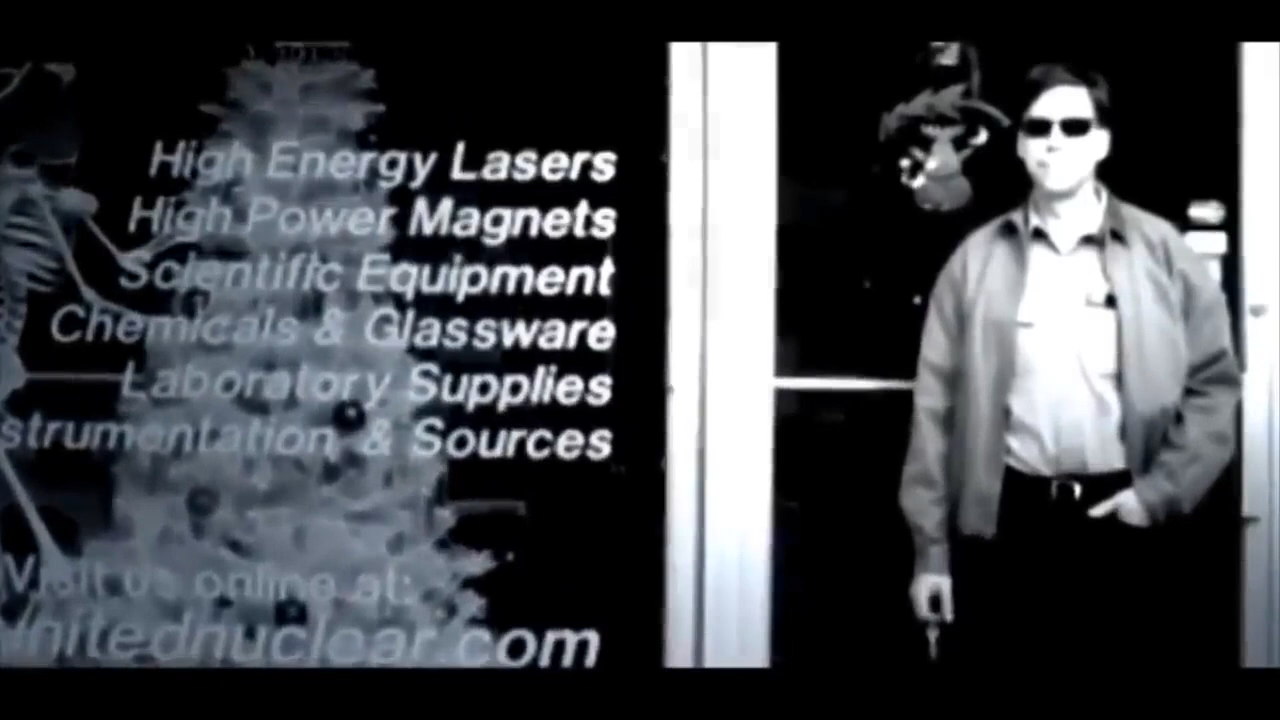 High Energy Lasers
High Power Magnets
Scientific Equipment
Chemicals & Glassware
Laboratory Supplies
strumentation & Sources
Visit us online at:
unitednuclear.com